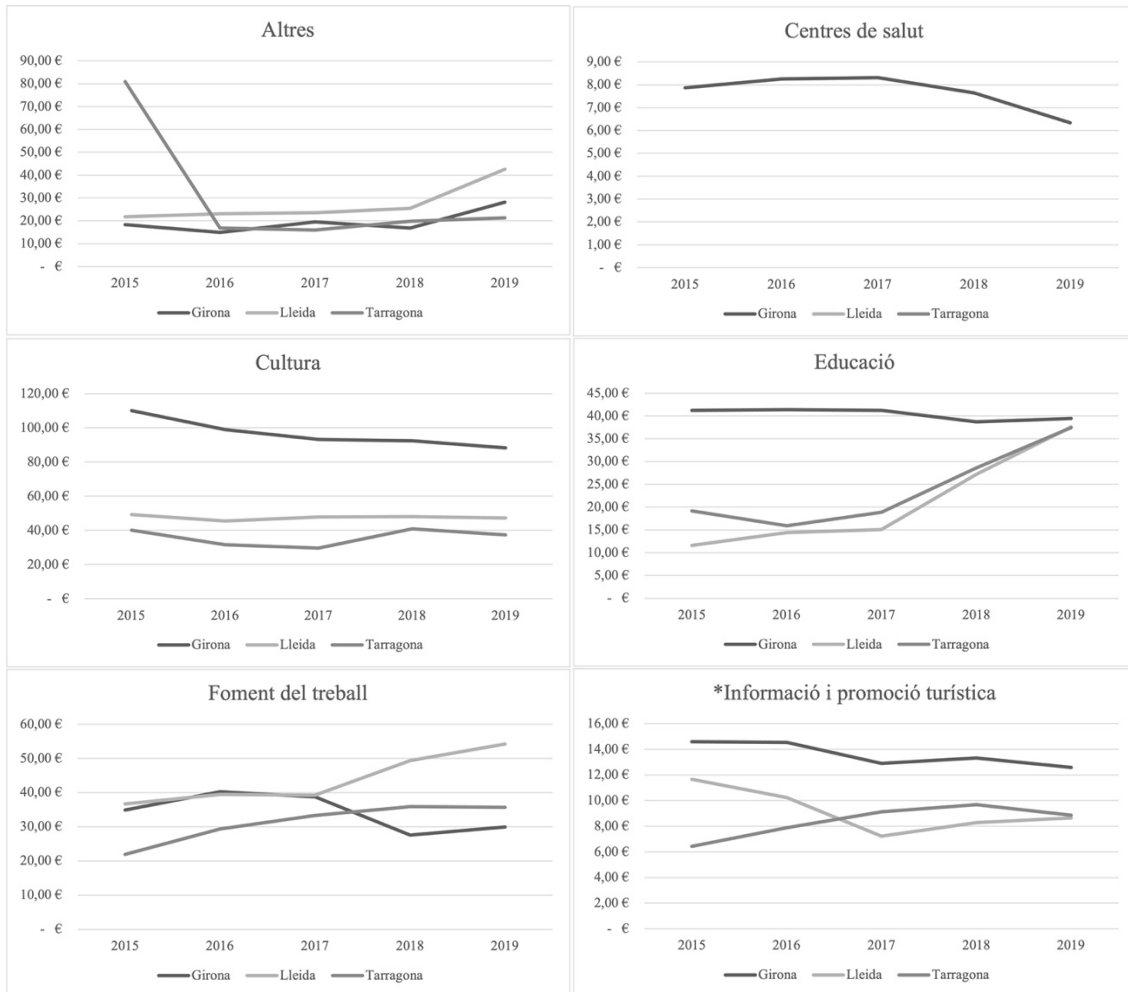 Altres
90,00 €
80,00 €
70,00 €
60,00 €
50,00 €
40,00 €
30,00 €
20,00 €
10,00 €
- €
2015 2016 2017 2018 2019
Girona Lleida Tarragona
Centres de salut
9,00 €
8,00 €
7,00 €
6,00 €
5,00 €
4,00 €
3,00 €
2,00 €
1,00 €
- €
2015 2016 2017 2018 2019
Girona Lleida Tarragona
Cultura
120,00 €
100,00 €
80,00 €
60,00 €
40,00 €
20,00 €
- €
2015 2016 2017 2018 2019
Girona Lleida Tarragona
Educació
45,00 €
40,00 €
35,00 €
30,00 €
25,00 €
20,00 €
15,00 €
10,00 €
5,00 €
- €
2015 2016 2017 2018 2019
Girona Lleida Tarragona
Foment del treball
60,00 €
50,00 €
40,00 €
30,00 €
20,00 €
10,00 €
- €
2015 2016 2017 2018 2019
Girona Lleida Tarragona
*Informació i promoció turística
16,00 €
14,00 €
12,00 €
10,00 €
8,00 €
6,00 €
4,00 €
2,00 €
- €
2015 2016 2017 2018 2019
Girona Lleida Tarragona